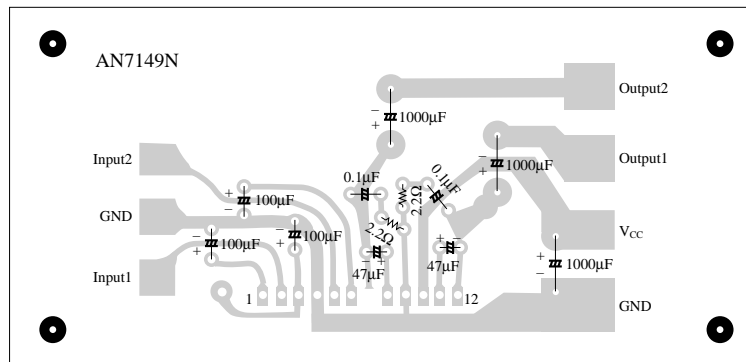 AN7149N
Output2
− + 1000μF
Input2
0.1μF
0.1μF
− + 1000μF
Output1
+ − 100μF
2.2Ω
GND
2.2Ω
VCC
− + 100μF
+ − 100μF
− + 47μF
+ − 47μF
+ − 1000μF
Input1
1
12
GND